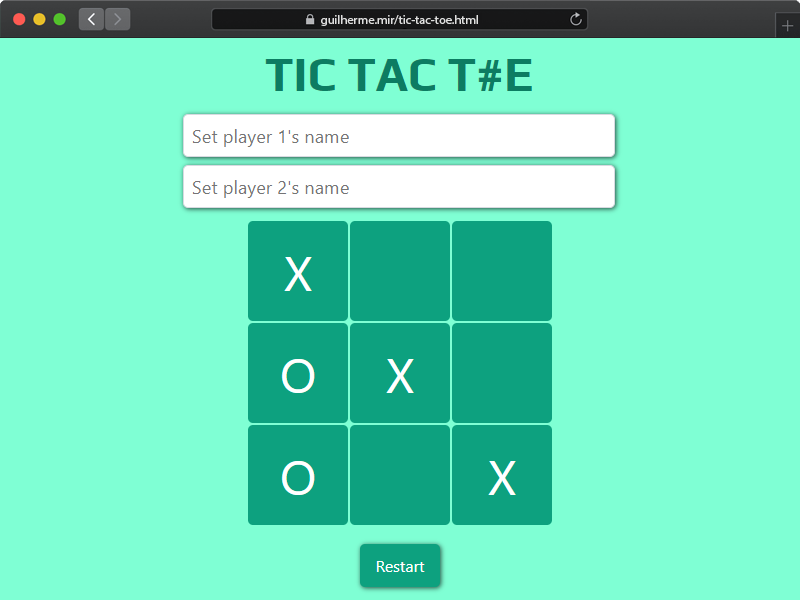 guilherme.mir/tic-tac-toe.html
TIC TAC T#E
Set player 1's name
Set player 2's name
X
O X
O X
Restart